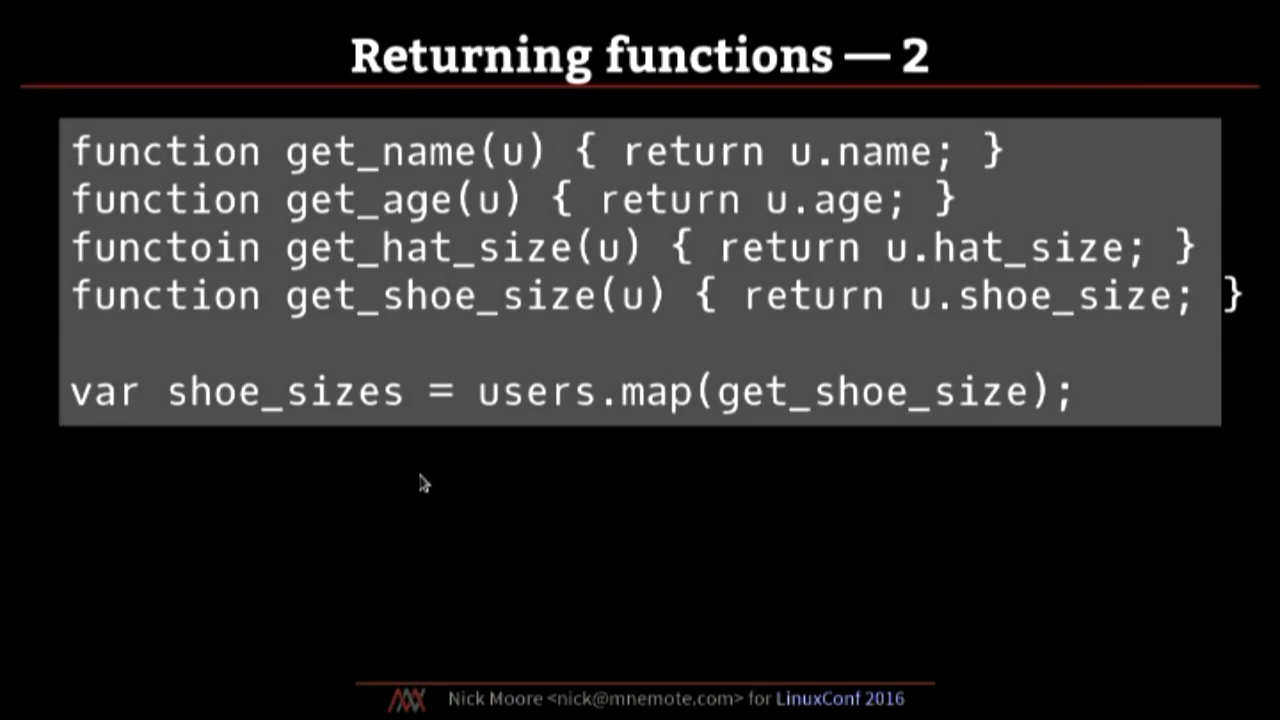 Returning functions — 2
function get_name(u) { return u.name; }
function get_age(u) { return u.age; }
functoin get_hat_size(u) { return u.hat_size; }
function get_shoe_size(u) { return u.shoe_size; }
var shoe_sizes = users.map(get_shoe_size);
Nick Moore <nick@mnemote.com> for LinuxConf 2016